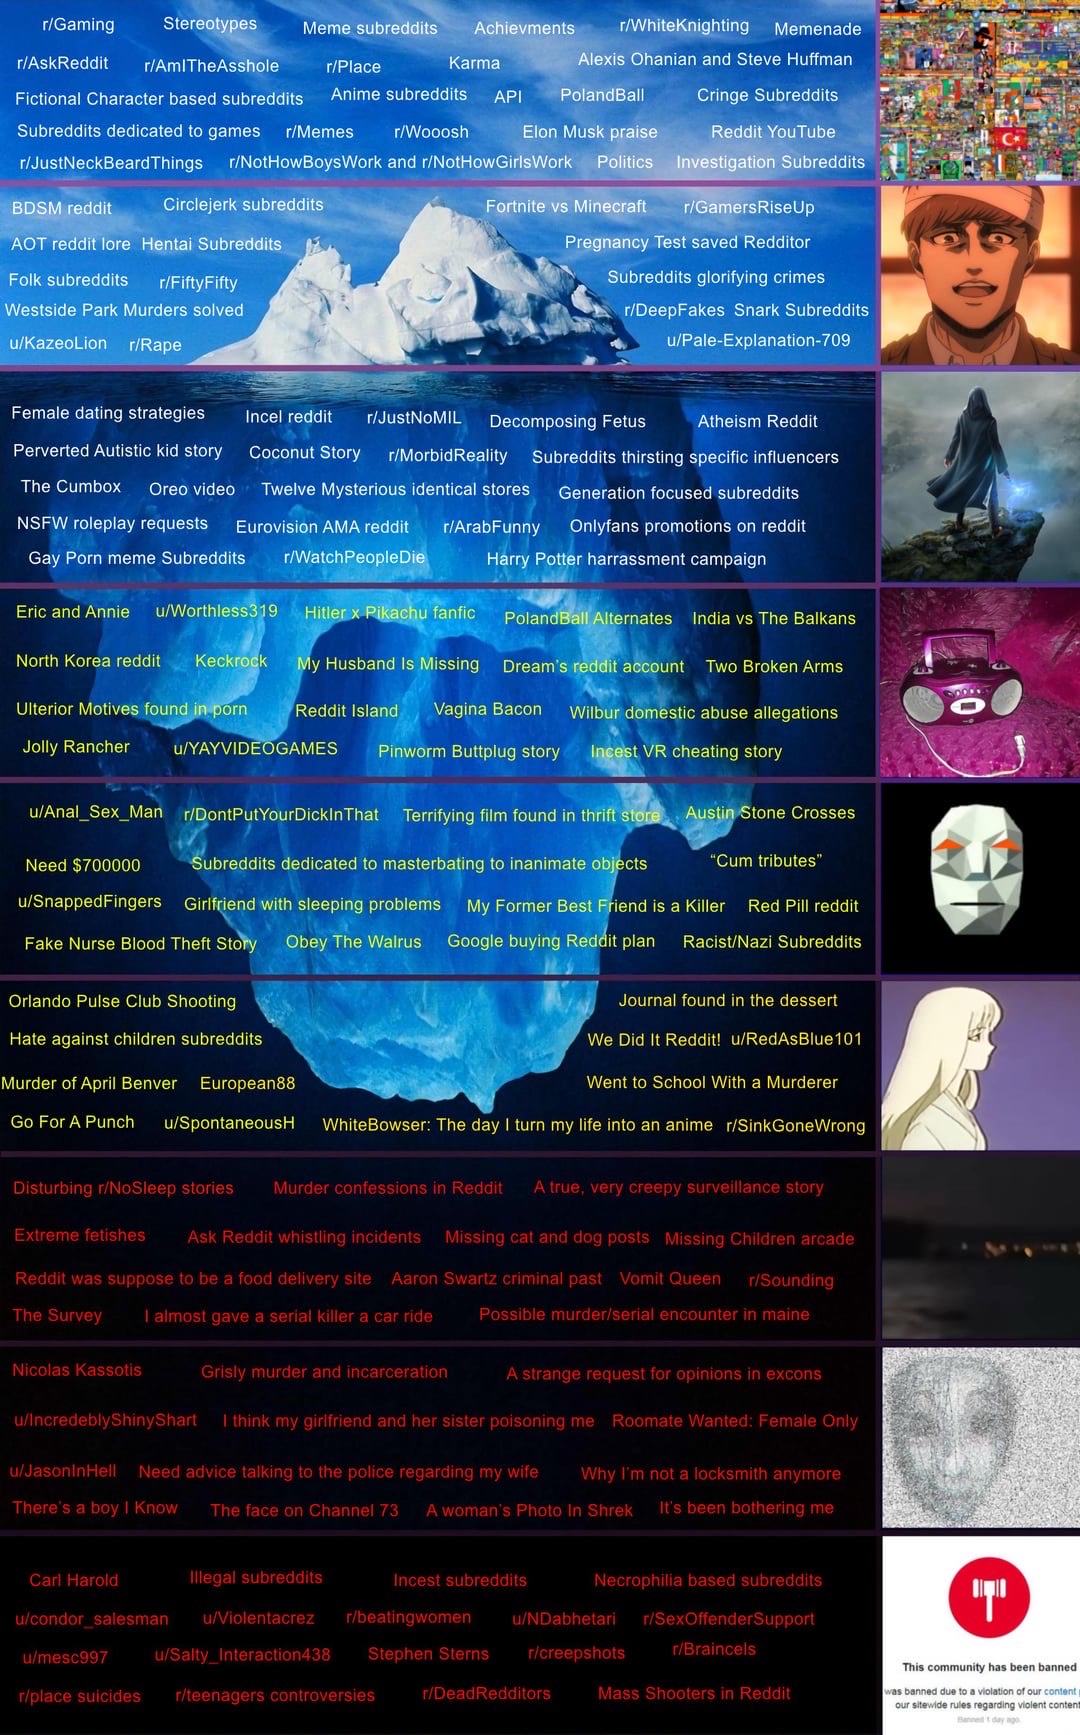 r/Gaming Stereotypes Meme subreddits Achievments r/WhiteKnighting Memenade
r/AskReddit r/AmITheAsshole r/Place Karma Alexis Ohanian and Steve Huffman
Fictional Character based subreddits Anime subreddits API PolandBall Cringe Subreddits
Subreddits dedicated to games r/Memes r/Wooosh Elon Musk praise Reddit YouTube
r/JustNeckBeardThings r/NotHowBoysWork and r/NotHowGirlsWork Politics Investigation Subreddits
BDSM reddit Circlejerk subreddits Fortnite vs Minecraft r/GamersRiseUp
AOT reddit lore Hentai Subreddits Pregnancy Test saved Redditor
Folk subreddits r/FiftyFifty Subreddits glorifying crimes
Westside Park Murders solved r/DeepFakes Snark Subreddits
u/KazeoLion r/Rape u/Pale-Explanation-709
Female dating strategies Incel reddit r/JustNoMIL Decomposing Fetus Atheism Reddit
Perverted Autistic kid story Coconut Story r/MorbidReality Subreddits thirsting specific influencers
The Cumbox Oreo video Twelve Mysterious identical stores Generation focused subreddits
NSFW roleplay requests Eurovision AMA reddit r/ArabFunny Onlyfans promotions on reddit
Gay Porn meme Subreddits r/WatchPeopleDie Harry Potter harrassment campaign
Eric and Annie u/Worthless319 Hitler x Pikachu fanfic PolandBall Alternates India vs The Balkans
North Korea reddit Keckrock My Husband Is Missing Dream's reddit account Two Broken Arms
Ulterior Motives found in porn Reddit Island Vagina Bacon Wilbur domestic abuse allegations
Jolly Rancher u/YAYVIDEOGAMES Pinworm Buttplug story Incest VR cheating story
u/Anal_Sex_Man r/DontPutYourDickInThat Terrifying film found in thrift store Austin Stone Crosses
Need $700000 Subreddits dedicated to masterbating to inanimate objects “Cum tributes”
u/SnappedFingers Girlfriend with sleeping problems My Former Best Friend is a Killer Red Pill reddit
Fake Nurse Blood Theft Story Obey The Walrus Google buying Reddit plan Racist/Nazi Subreddits
Orlando Pulse Club Shooting Journal found in the dessert
Hate against children subreddits We Did It Reddit! u/RedAsBlue101
Murder of April Benver European88 Went to School With a Murderer
Go For A Punch u/SpontaneousH WhiteBowser: The day I turn my life into an anime r/SinkGoneWrong
Disturbing r/NoSleep stories Murder confessions in Reddit A true, very creepy surveillance story
Extreme fetishes Ask Reddit whistling incidents Missing cat and dog posts Missing Children arcade
Reddit was suppose to be a food delivery site Aaron Swartz criminal past Vomit Queen r/Sounding
The Survey I almost gave a serial killer a car ride Possible murder/serial encounter in maine
Nicolas Kassotis Grisly murder and incarceration A strange request for opinions in excons
u/IncredeblyShinyShart I think my girlfriend and her sister poisoning me Roomate Wanted: Female Only
u/JasonInHell Need advice talking to the police regarding my wife Why I'm not a locksmith anymore
There's a boy I Know The face on Channel 73 A woman's Photo In Shrek It's been bothering me
Carl Harold Illegal subreddits Incest subreddits Necrophilia based subreddits
u/condor_salesman u/Violentacrez r/beatingwomen u/NDabhetari r/SexOffenderSupport
u/mesc997 u/Salty_Interaction438 Stephen Sterns r/creepshots r/Braincels
r/place suicides r/teenagers controversies r/DeadRedditors Mass Shooters in Reddit
This community has been banned
was banned due to a violation of our content
our sitewide rules regarding violent content
Banned 1 day ago.